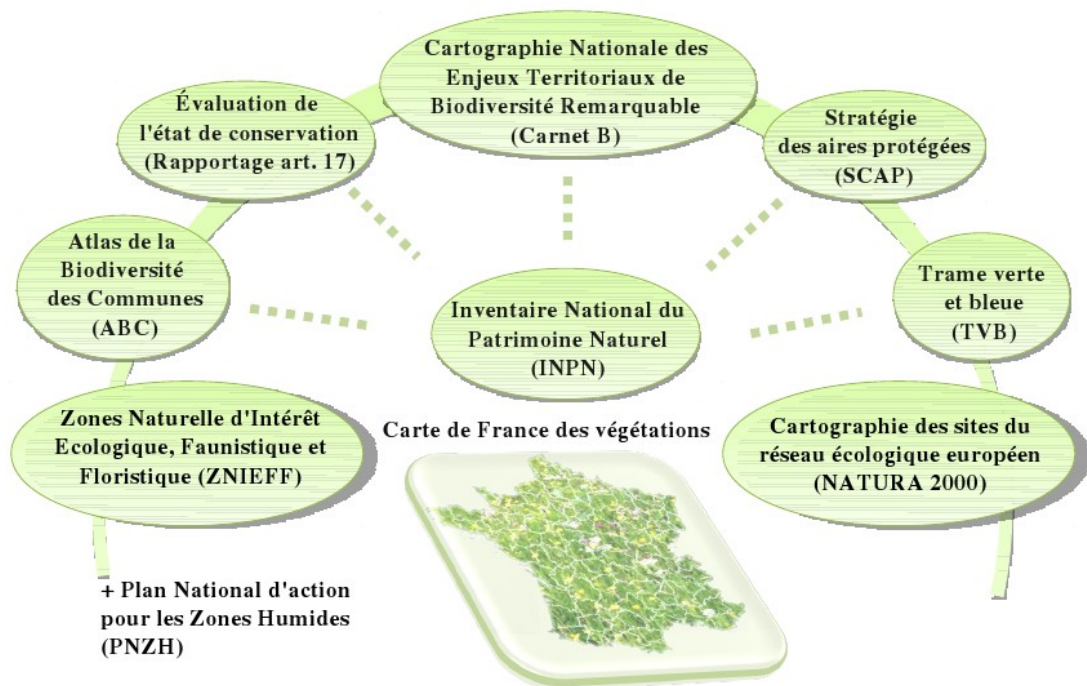 Cartographie Nationale des
Enjeux Territoriaux de
Biodiversité Remarquable
(Carnet B)
Évaluation de
l'état de conservation
(Rapportage art. 17)
Stratégie
des aires protégées
(SCAP)
Atlas de la
Biodiversité
des Communes
(ABC)
Inventaire National du
Patrimoine Naturel
(INPN)
Trame verte
et bleue
(TVB)
Zones Naturelle d'Intérêt
Ecologique, Faunistique et
Floristique (ZNIEFF)
Carte de France des végétations
Cartographie des sites du
réseau écologique européen
(NATURA 2000)
+ Plan National d'action
pour les Zones Humides
(PNZH)